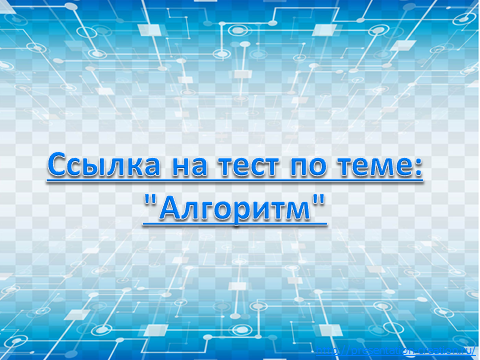 Ссылка на тест по теме:
"Алгоритм"